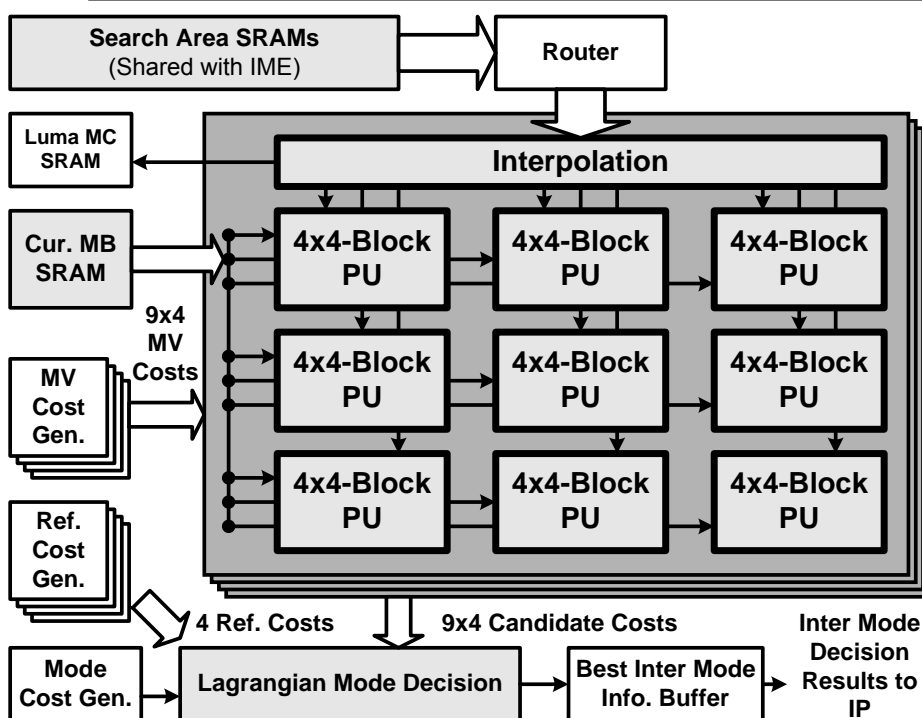 Search Area SRAMs
(Shared with IME)
Router
Luma MC
SRAM
Interpolation
Cur. MB
SRAM
4x4-Block
PU
4x4-Block
PU
4x4-Block
PU
9x4
MV
Costs
MV
Cost
Gen.
4x4-Block
PU
4x4-Block
PU
4x4-Block
PU
Ref.
Cost
Gen.
4x4-Block
PU
4x4-Block
PU
4x4-Block
PU
4 Ref. Costs
9x4 Candidate Costs
Mode
Cost Gen.
Lagrangian Mode Decision
Best Inter Mode
Info. Buffer
Inter Mode
Decision
Results to
IP